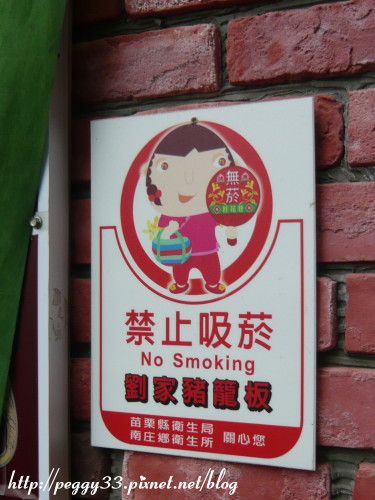 無
菸
禁止吸菸
No Smoking
劉家豬籠板
苗栗縣衛生局
南庄鄉衛生所 關心您
http://peggy33.pixnet.net/blog